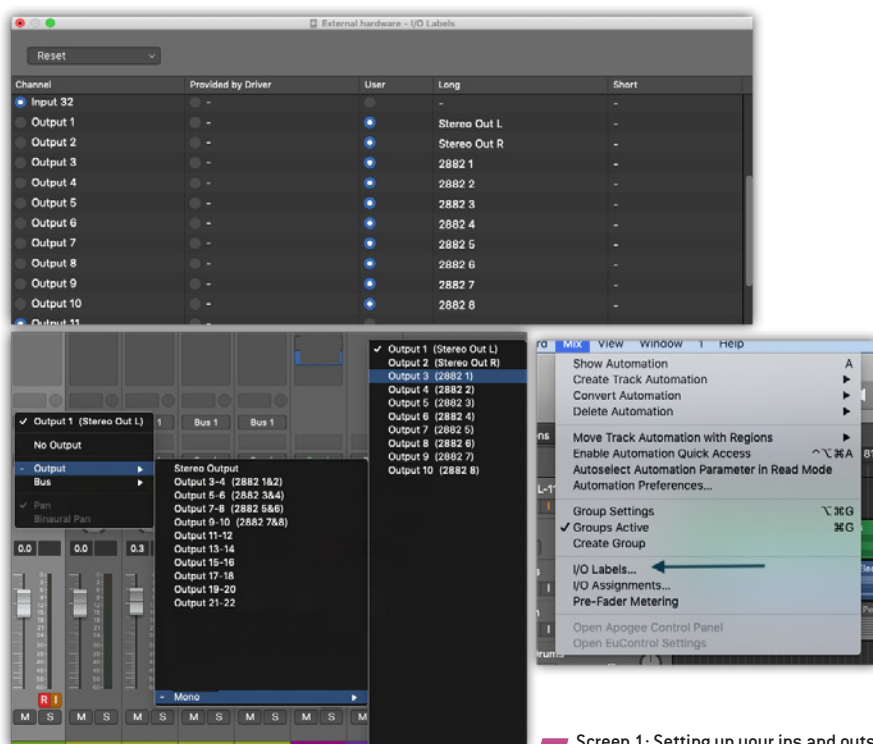 External hardware - I/O Labels
Reset
Channel Provided by Driver User Long Short
Input 32 - - -
Output 1 - Stereo Out L -
Output 2 - Stereo Out R -
Output 3 - 2882 1 -
Output 4 - 2882 2 -
Output 5 - 2882 3 -
Output 6 - 2882 4 -
Output 7 - 2882 5 -
Output 8 - 2882 6 -
Output 9 - 2882 7 -
Output 10 - 2882 8 -
Output 11
✓ Output 1 (Stereo Out L)
No Output
- Output
Bus
✓ Pan
Binaural Pan
1 Bus 1 Bus 1
0.0 0.0 0.3
R I
M S M S M S M S M S M S M
Stereo Output
Output 3-4 (2882 1&2)
Output 5-6 (2882 3&4)
Output 7-8 (2882 5&6)
Output 9-10 (2882 7&8)
Output 11-12
Output 13-14
Output 15-16
Output 17-18
Output 19-20
Output 21-22
- Mono
✓ Output 1 (Stereo Out L)
Output 2 (Stereo Out R)
Output 3 (2882 1)
Output 4 (2882 2)
Output 5 (2882 3)
Output 6 (2882 4)
Output 7 (2882 5)
Output 8 (2882 6)
Output 9 (2882 7)
Output 10 (2882 8)
rd Mix View Window 1 Help
Show Automation A
Create Track Automation
Convert Automation
Delete Automation
Move Track Automation with Regions
Enable Automation Quick Access ⌃⌥⌘A
Autoselect Automation Parameter in Read Mode
Automation Preferences...
Group Settings ⌥⌘G
✓ Groups Active ⌘G
Create Group
I/O Labels...
I/O Assignments...
Pre-Fader Metering
Open Apogee Control Panel
Open EuControl Settings
Screen 1: Setting up your ins and outs